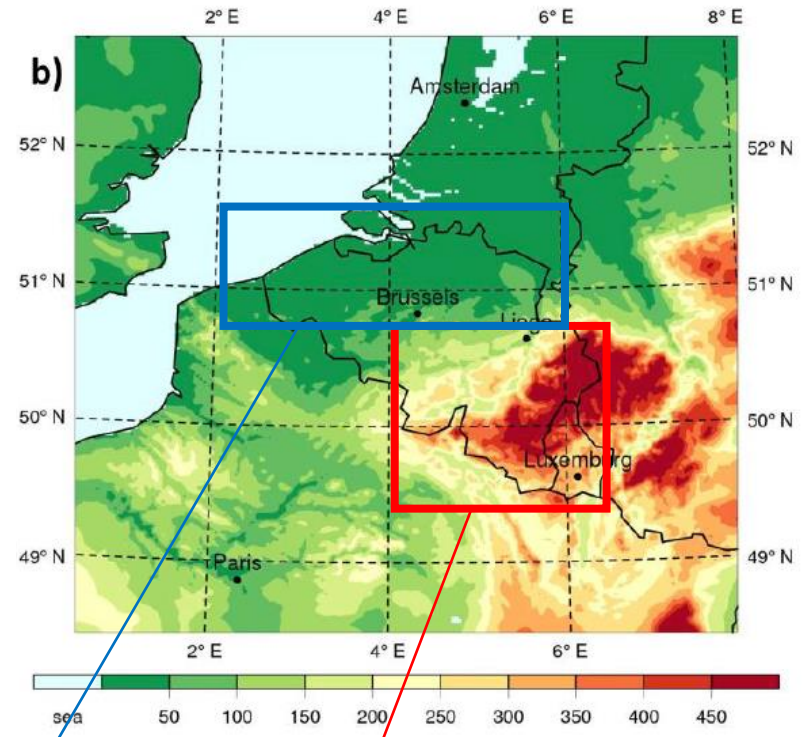 2° E 4° E 6° E 8° E
b)
Amsterdam
52° N 52° N
51° N 51° N
Brussels
Liege
50° N 50° N
Luxemburg
49° N 49° N
Paris
2° E 4° E 6° E
sea 50 100 150 200 250 300 350 400 450